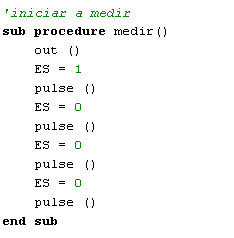 'iniciar a medir
sub procedure medir()
out ()
ES = 1
pulse ()
ES = 0
pulse ()
ES = 0
pulse ()
ES = 0
pulse ()
end sub